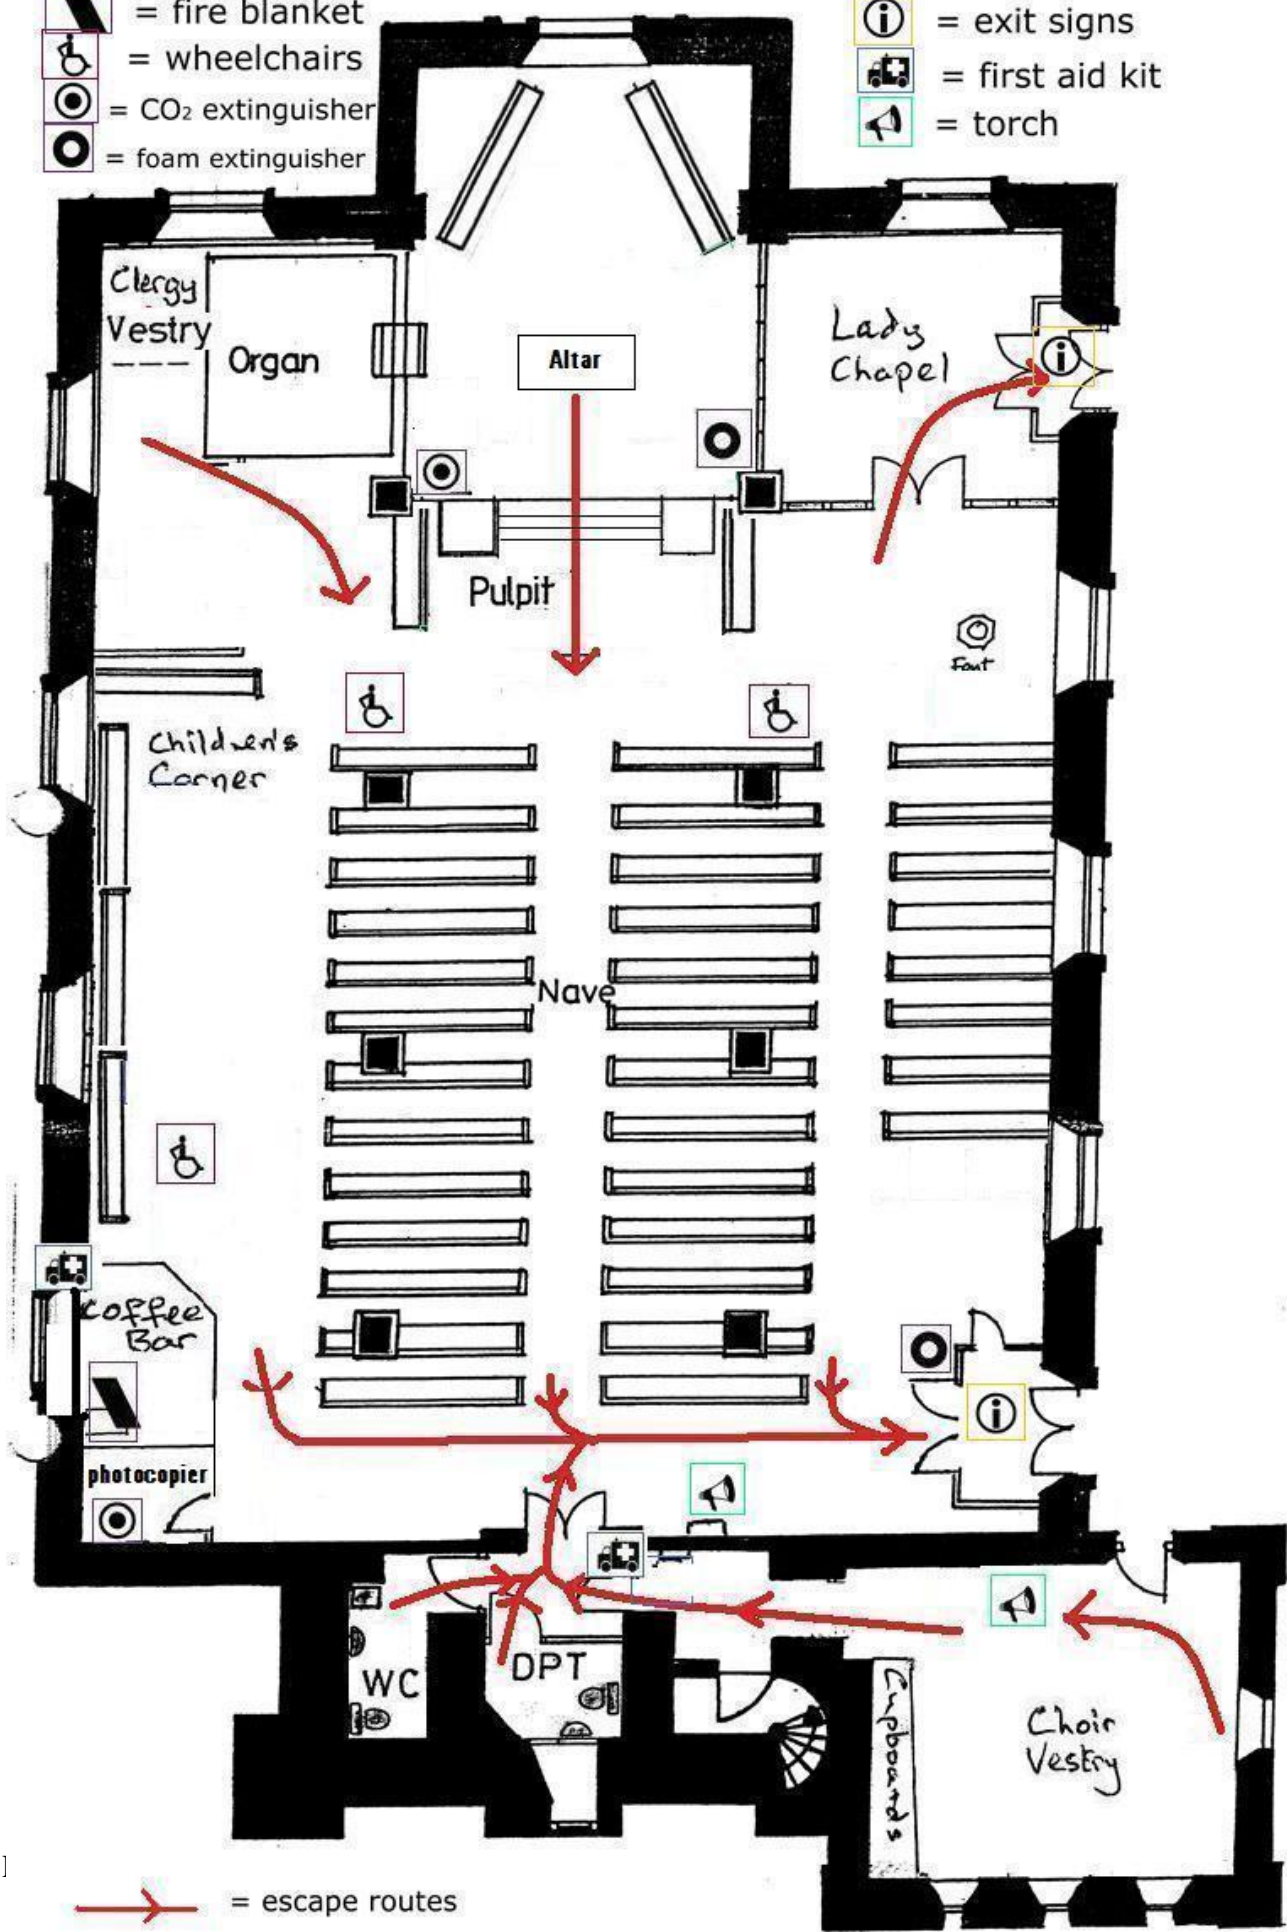 = fire blanket
= wheelchairs
= CO₂ extinguisher
= foam extinguisher
= exit signs
= first aid kit
= torch
Clergy
Vestry
Organ
Altar
Lady
Chapel
Pulpit
Font
Children's
Corner
Nave
Coffee
Bar
photocopier
WC
DPT
Cupboards
Choir
Vestry
= escape routes